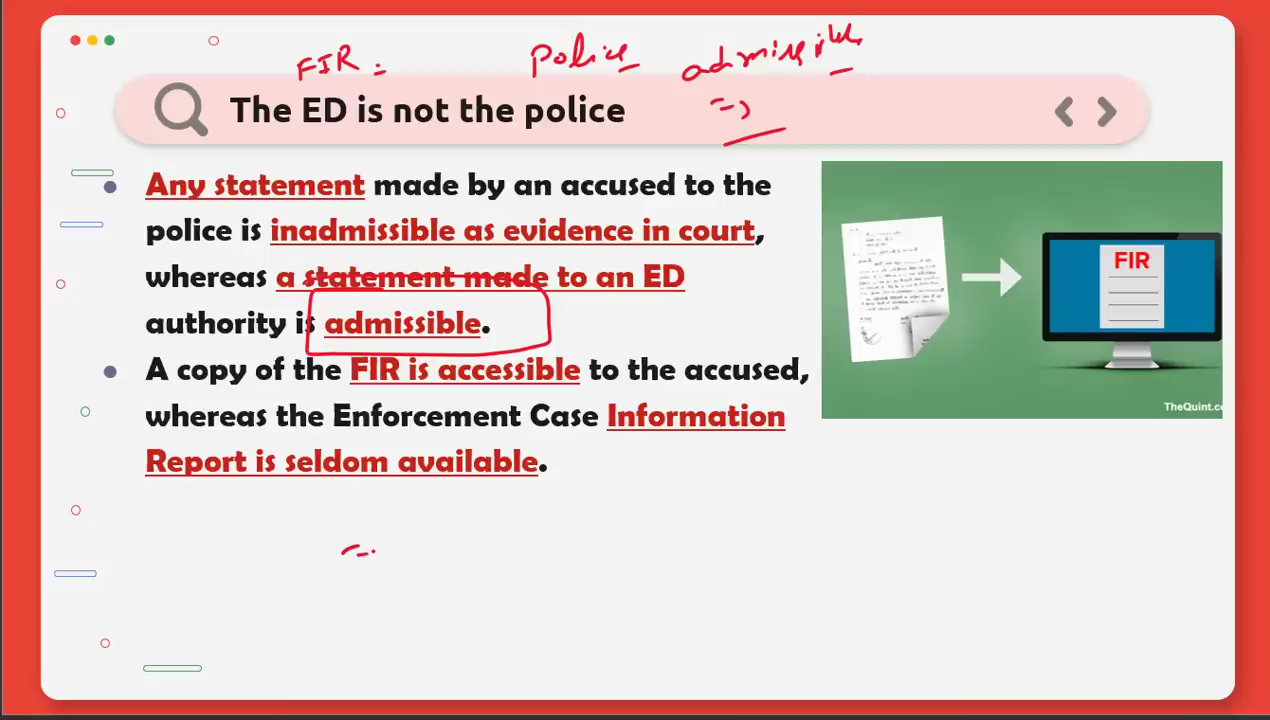 FIR :
Police
admissible
=>
The ED is not the police
Any statement made by an accused to the
police is inadmissible as evidence in court,
whereas a statement made to an ED
authority is admissible.
A copy of the FIR is accessible to the accused,
whereas the Enforcement Case Information
Report is seldom available.
FIR
TheQuint.c